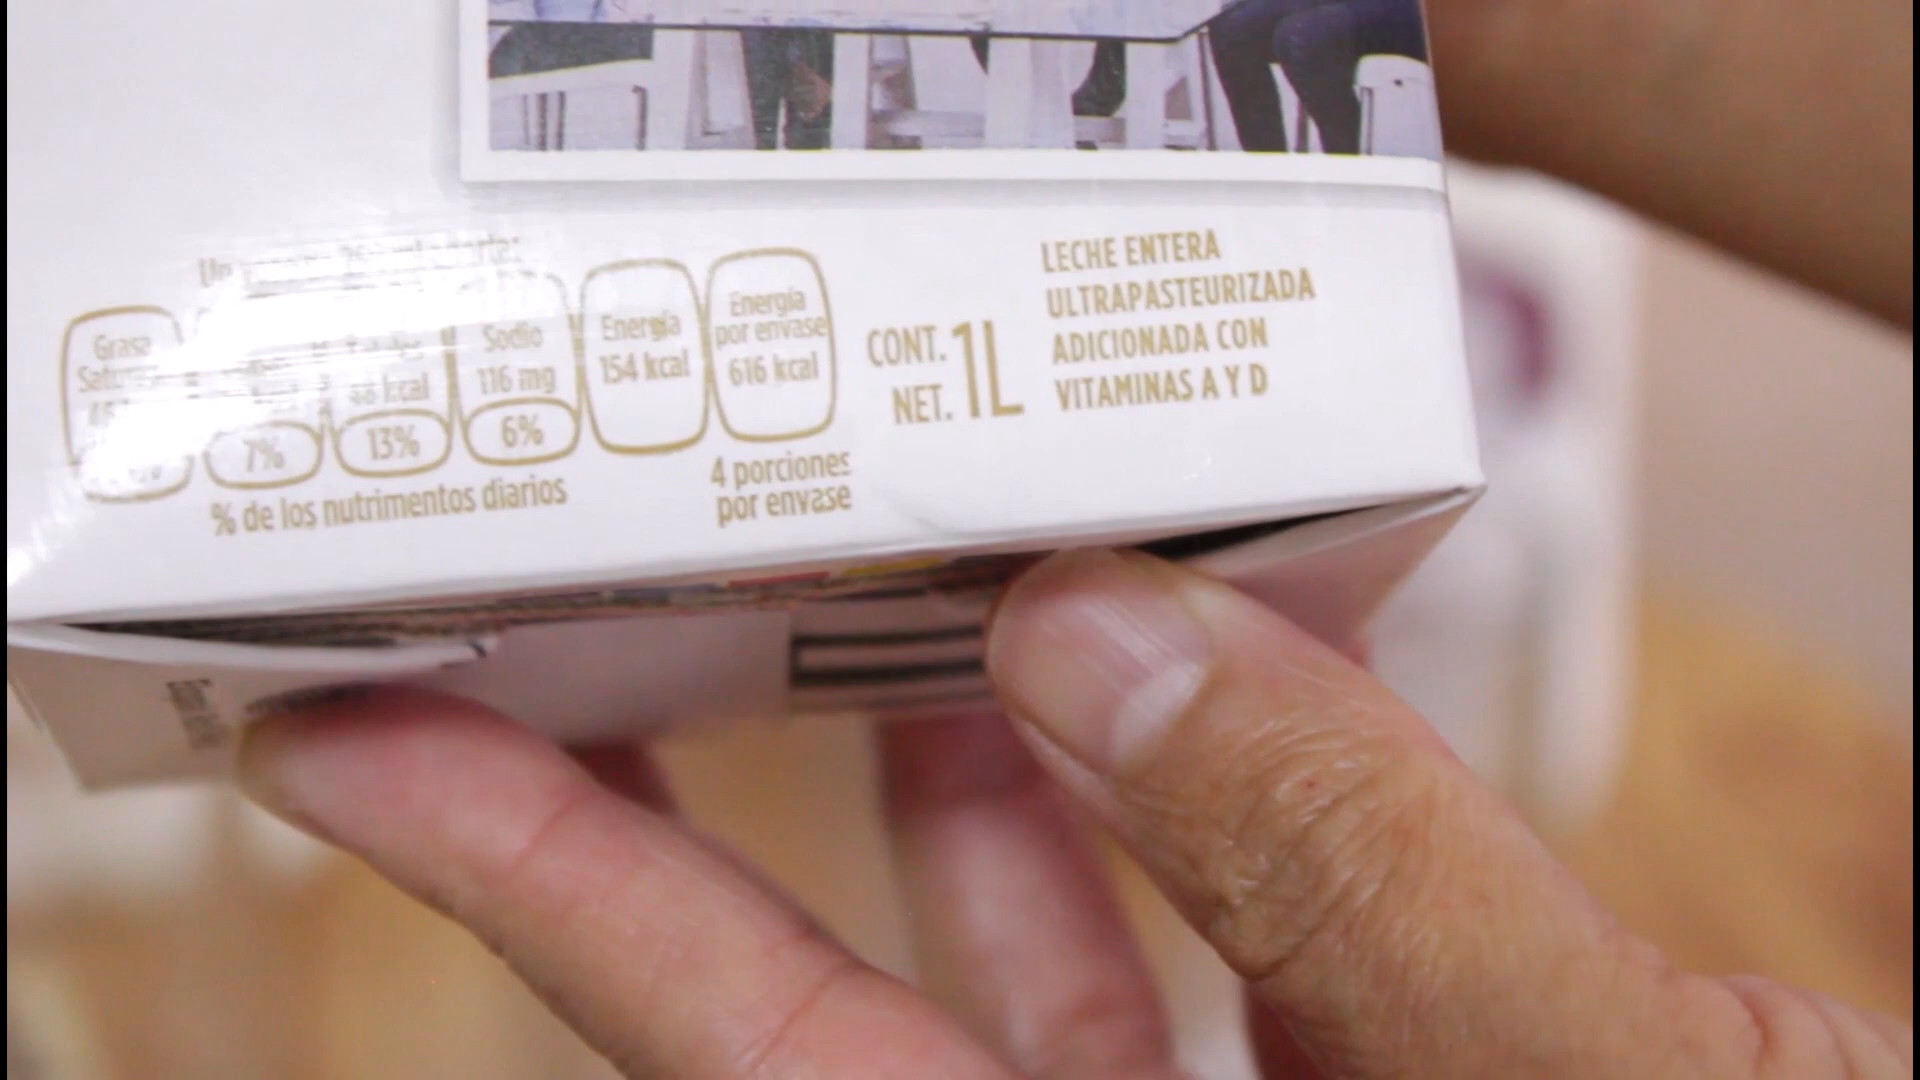 Grasa
7%
kcal
13%
Sodio
116 mg
6%
Energía
154 kcal
Energía
por envase
616 kcal
% de los nutrimentos diarios
4 porciones
por envase
CONT.
NET. 1L
LECHE ENTERA
ULTRAPASTEURIZADA
ADICIONADA CON
VITAMINAS A Y D